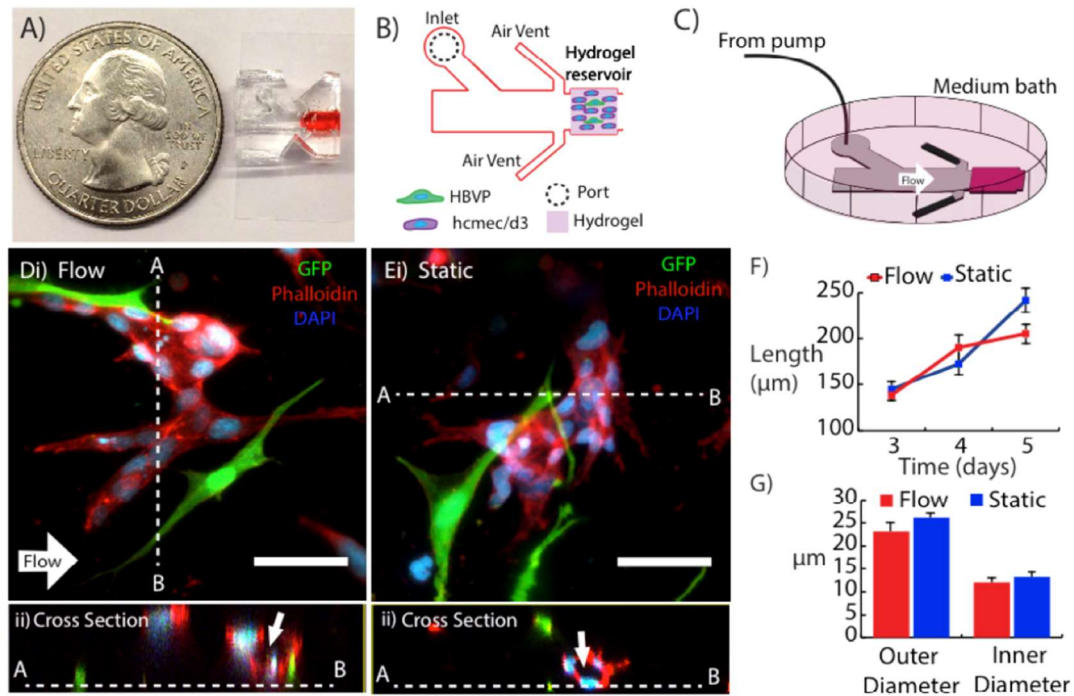 A)
UNITED STATES OF AMERICA
LIBERTY
IN
GOD WE
TRUST
QUARTER DOLLAR
B)
Inlet
Air Vent
Hydrogel
reservoir
Air Vent
HBVP
Port
hcmec/d3
Hydrogel
C)
From pump
Medium bath
Flow
Di) Flow
A
GFP
Phalloidin
DAPI
Flow
B
ii) Cross Section
A
B
Ei) Static
GFP
Phalloidin
DAPI
A
B
ii) Cross Section
A
B
F)
Flow
Static
250
200
150
100
Length
(μm)
3 4 5
Time (days)
G)
Flow
Static
30
25
20
15
10
5
0
μm
Outer
Diameter
Inner
Diameter